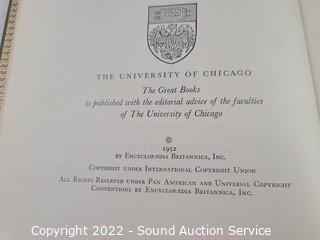 THE UNIVERSITY OF CHICAGO
The Great Books
is published with the editorial advice of the faculties
of The University of Chicago
©
1952
BY ENCYCLOPÆDIA BRITANNICA, INC.
COPYRIGHT UNDER INTERNATIONAL COPYRIGHT UNION
ALL RIGHTS RESERVED UNDER PAN AMERICAN AND UNIVERSAL COPYRIGHT
CONVENTIONS BY ENCYCLOPÆDIA BRITANNICA, INC.
Copyright 2022 - Sound Auction Service